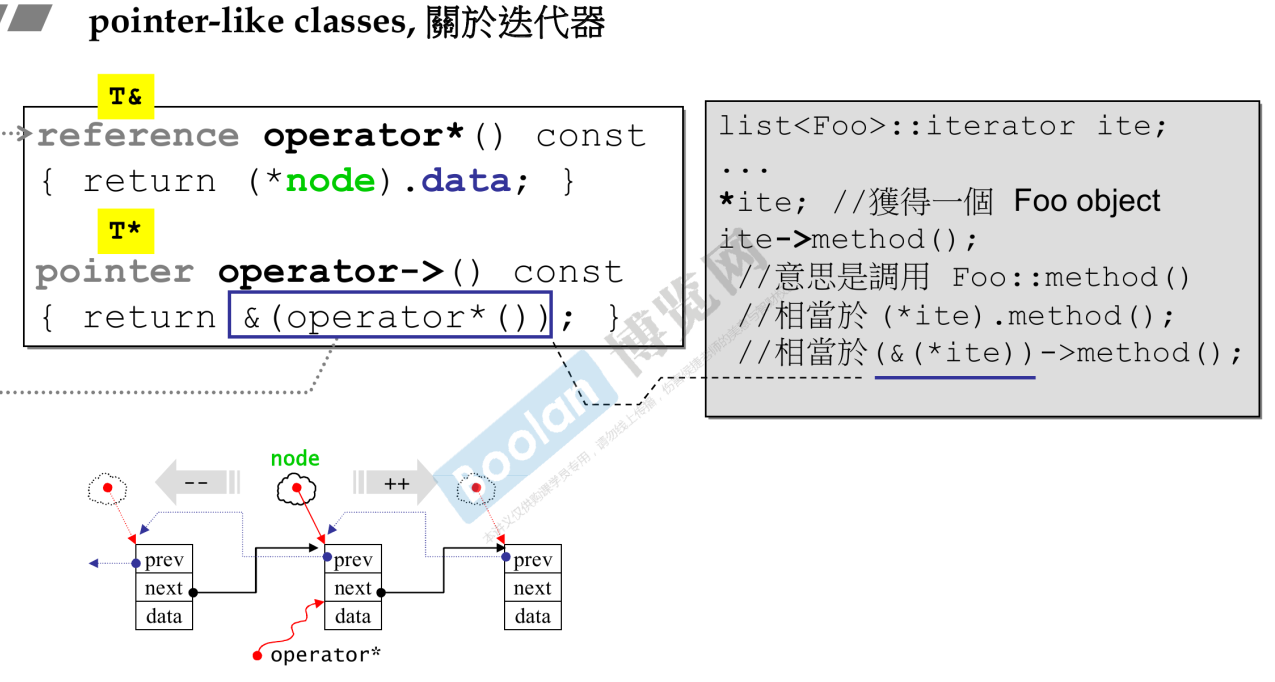 pointer-like classes, 關於迭代器
T&
reference operator*() const
{ return (*node).data; }
T*
pointer operator->() const
{ return &(operator*()); }
list<Foo>::iterator ite;
...
*ite; //獲得一個 Foo object
ite->method();
//意思是調用 Foo::method()
//相當於 (*ite).method();
//相當於 (&(*ite))->method();
Boolan 博览网
--
node
++
prev
next
data
prev
next
data
prev
next
data
operator*